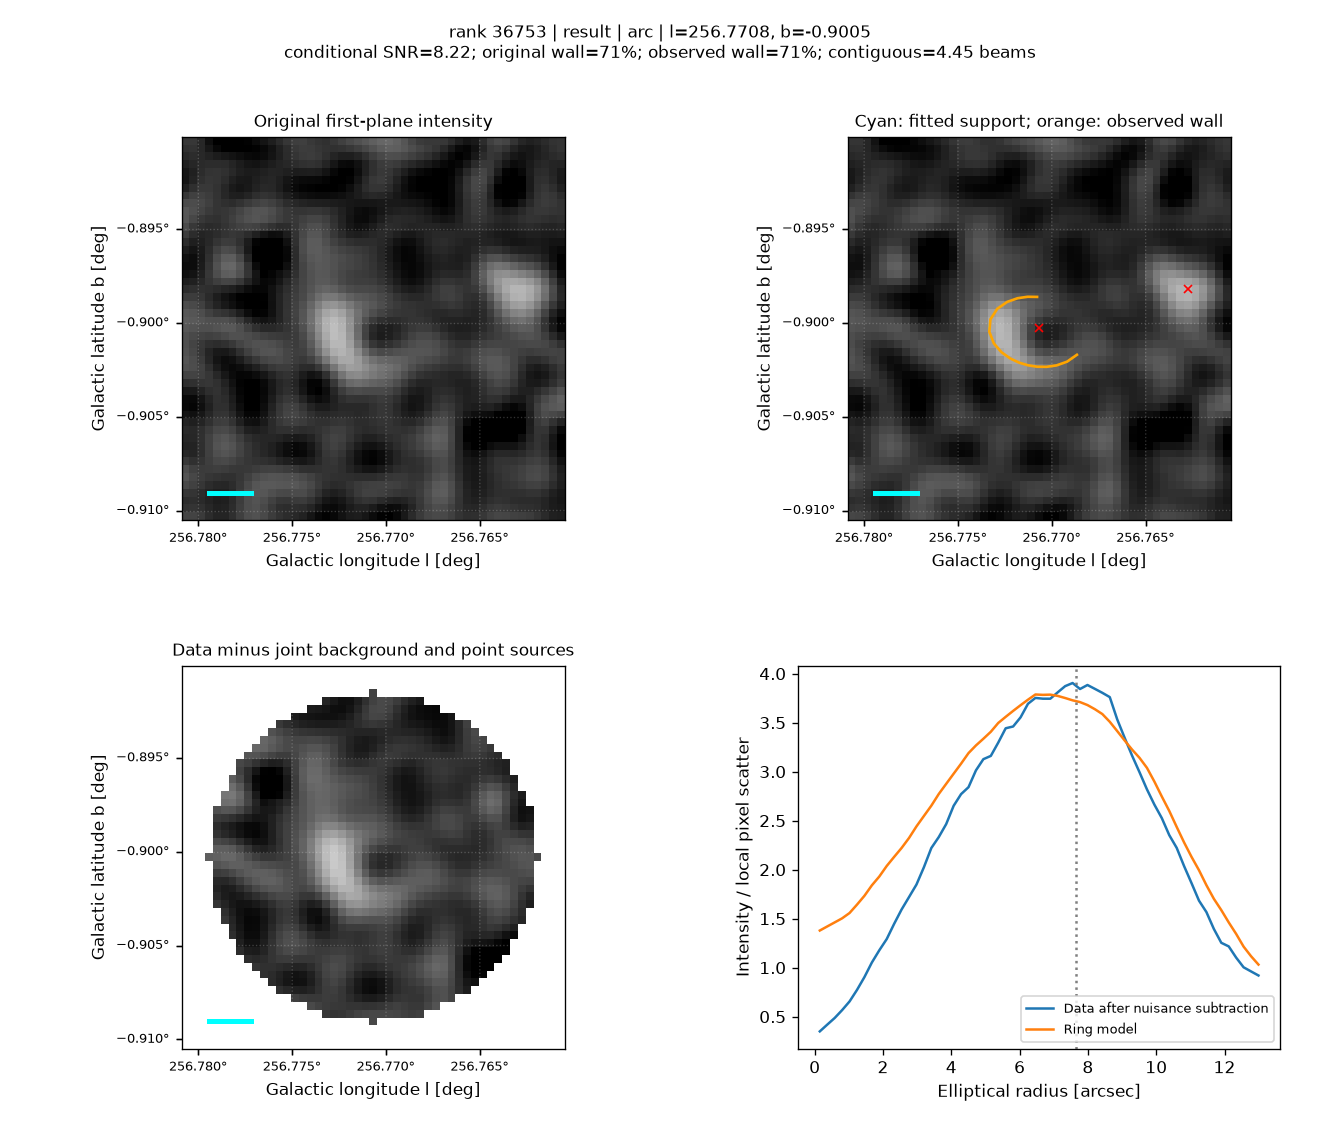 rank 36753 | result | arc | l=256.7708, b=-0.9005
conditional SNR=8.22; original wall=71%; observed wall=71%; contiguous=4.45 beams
Original first-plane intensity
Galactic latitude b [deg]
−0.895°
−0.900°
−0.905°
−0.910°
256.780°
256.775°
256.770°
256.765°
Galactic longitude l [deg]
Cyan: fitted support; orange: observed wall
Galactic latitude b [deg]
−0.895°
−0.900°
−0.905°
−0.910°
256.780°
256.775°
256.770°
256.765°
Galactic longitude l [deg]
Data minus joint background and point sources
Galactic latitude b [deg]
−0.895°
−0.900°
−0.905°
−0.910°
256.780°
256.775°
256.770°
256.765°
Galactic longitude l [deg]
Intensity / local pixel scatter
4.0
3.5
3.0
2.5
2.0
1.5
1.0
0.5
0
2
4
6
8
10
12
Elliptical radius [arcsec]
Data after nuisance subtraction
Ring model